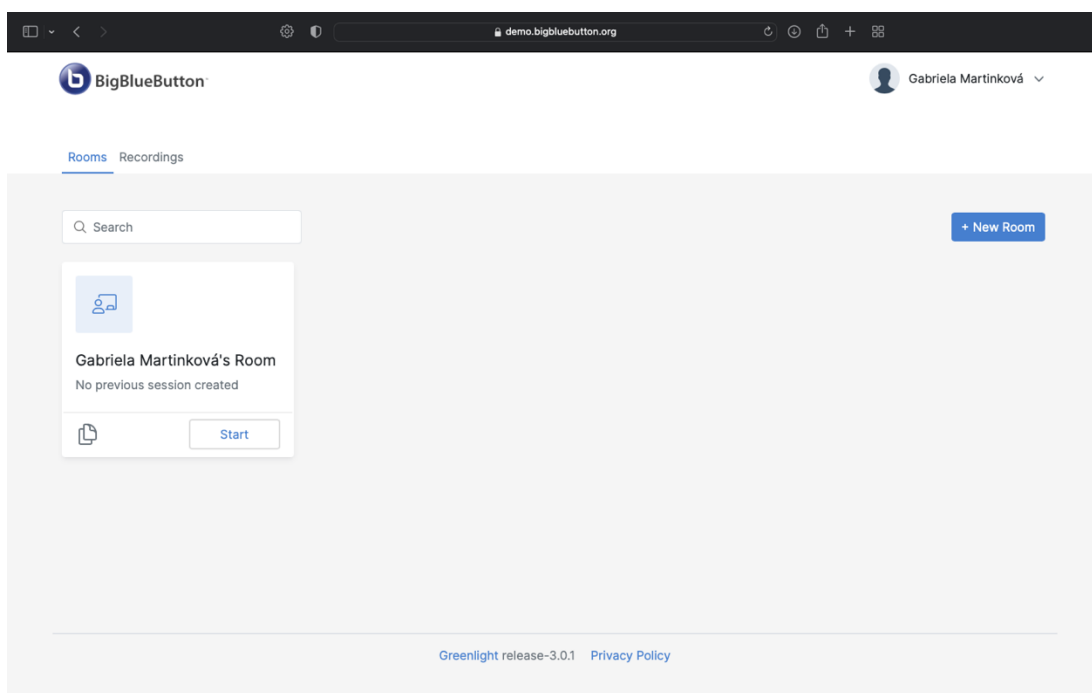 demo.bigbluebutton.org
b BigBlueButton™
Gabriela Martinková
Rooms Recordings
Search
+ New Room
Gabriela Martinková's Room
No previous session created
Start
Greenlight release-3.0.1 Privacy Policy